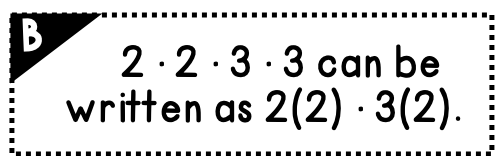 B
2 · 2 · 3 · 3 can be
written as 2(2) · 3(2).